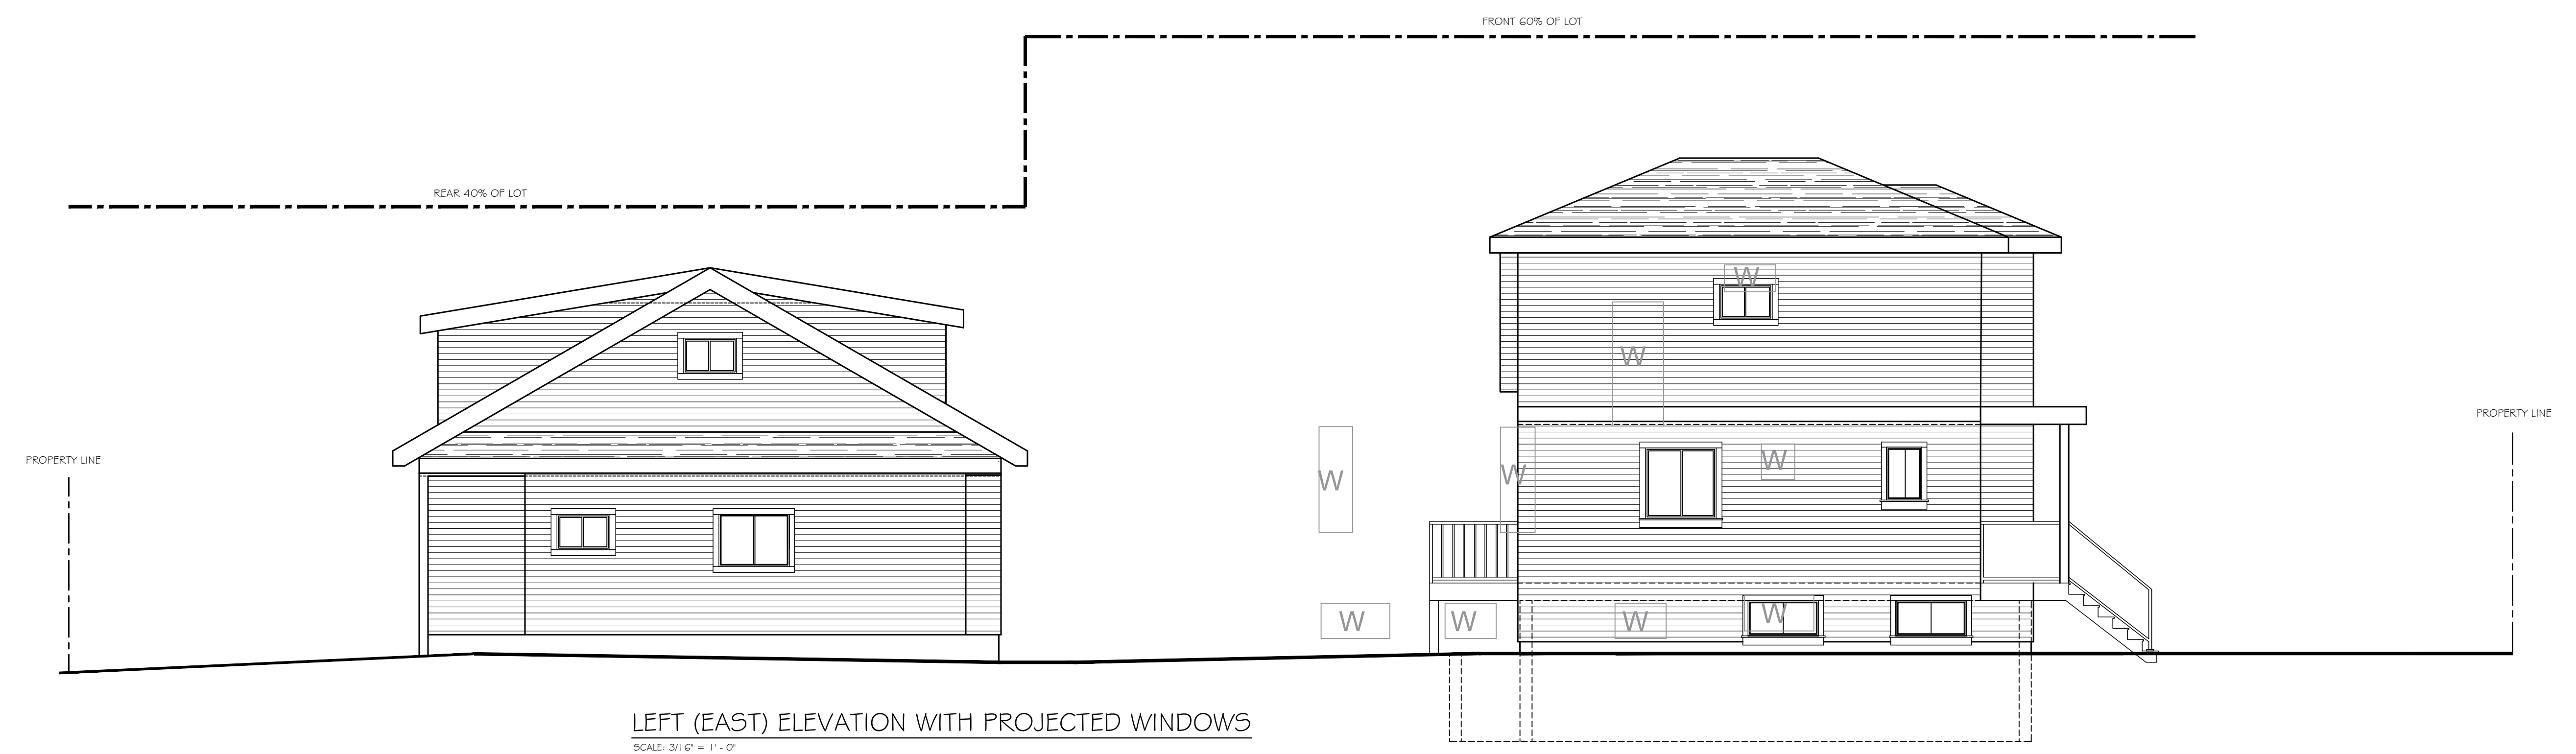 FRONT 60% OF LOT
REAR 40% OF LOT
W
W
PROPERTY LINE
PROPERTY LINE
W
W
W
W
W
W
W
LEFT (EAST) ELEVATION WITH PROJECTED WINDOWS
SCALE: 3/16" = 1' - 0"